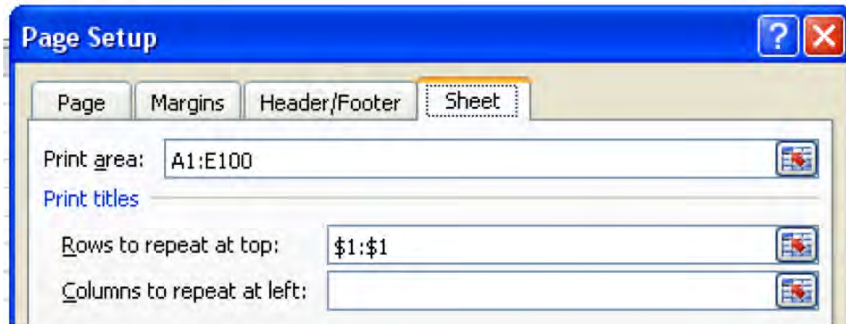 Page Setup
Page Margins Header/Footer Sheet
Print area: A1:E100
Print titles
Rows to repeat at top: $1:$1
Columns to repeat at left: